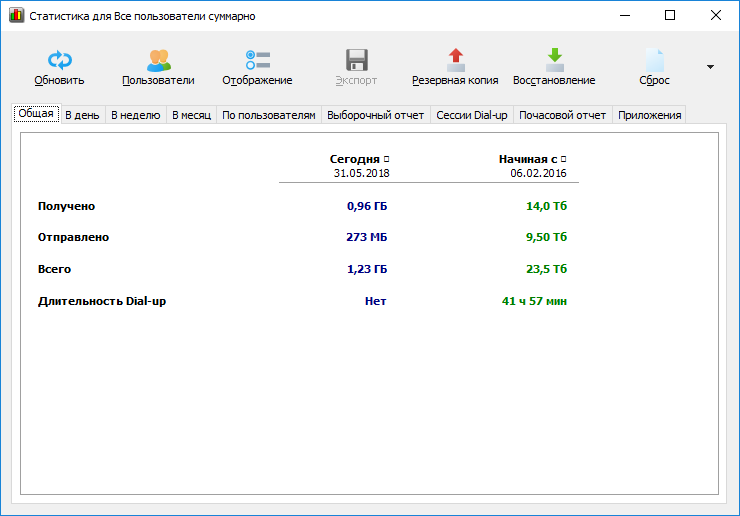 Статистика для Все пользователи суммарно
Обновить Пользователи Отображение Экспорт Резервная копия Восстановление Сброс
Общая В день В неделю В месяц По пользователям Выборочный отчет Сессии Dial-up Почасовой отчет Приложения
Сегодня Начиная с
31.05.2018 06.02.2016
Получено 0,96 ГБ 14,0 Тб
Отправлено 273 МБ 9,50 Тб
Всего 1,23 ГБ 23,5 Тб
Длительность Dial-up Нет 41 ч 57 мин